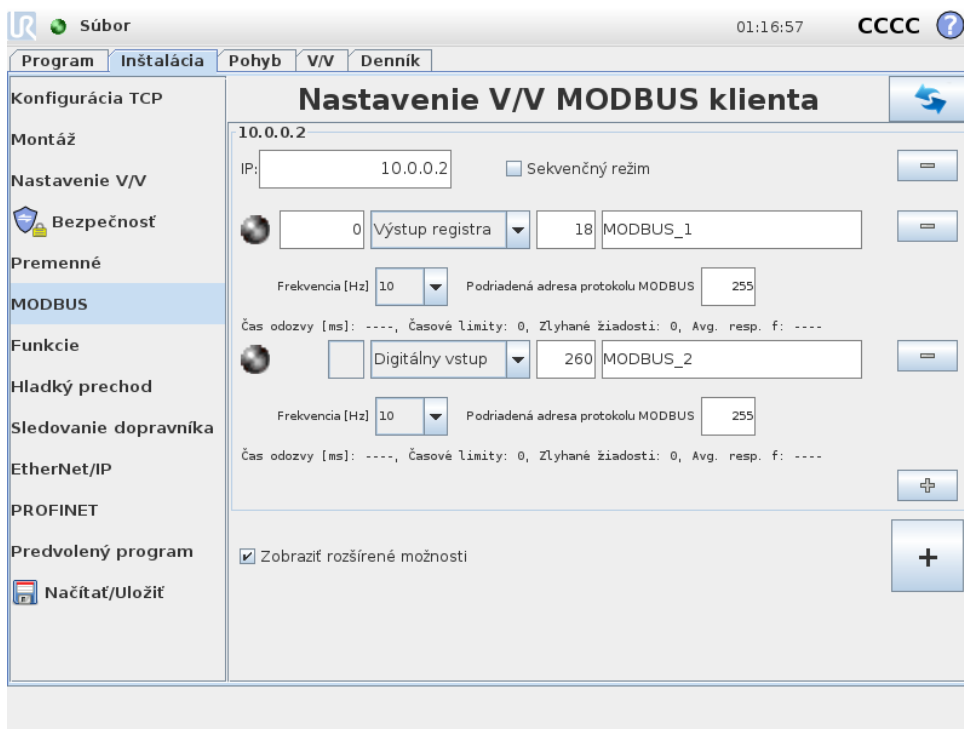 UR Súbor 01:16:57 CCCC ?
Program Inštalácia Pohyb V/V Denník
Konfigurácia TCP
Montáž
Nastavenie V/V
Bezpečnosť
Premenné
MODBUS
Funkcie
Hladký prechod
Sledovanie dopravníka
EtherNet/IP
PROFINET
Predvolený program
Načítať/Uložiť
Nastavenie V/V MODBUS klienta
10.0.0.2
IP: 10.0.0.2 Sekvenčný režim
0 Výstup registra 18 MODBUS_1
Frekvencia [Hz] 10 Podriadená adresa protokolu MODBUS 255
Čas odozvy [ms]: ----, Časové limity: 0, Zlyhané žiadosti: 0, Avg. resp. f: ----
Digitálny vstup 260 MODBUS_2
Frekvencia [Hz] 10 Podriadená adresa protokolu MODBUS 255
Čas odozvy [ms]: ----, Časové limity: 0, Zlyhané žiadosti: 0, Avg. resp. f: ----
Zobraziť rozšírené možnosti